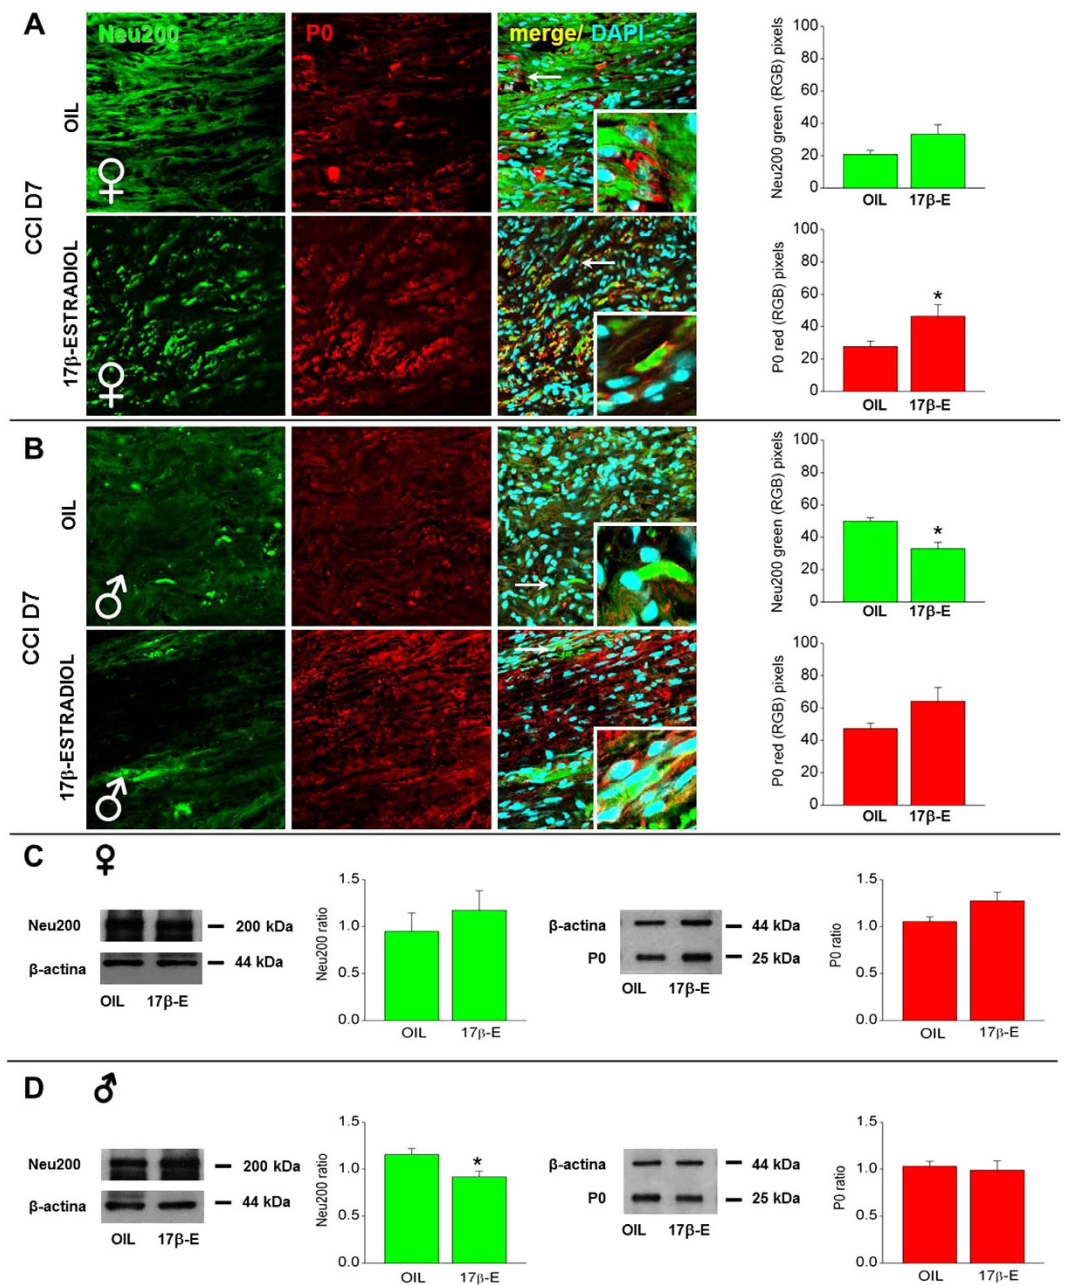 A
Neu200
P0
merge/ DAPI
OIL
CCI D7
17β-ESTRADIOL
Neu200 green (RGB) pixels
100
80
60
40
20
0
OIL 17β-E
P0 red (RGB) pixels
100
80
60
40
20
0
*
OIL 17β-E
B
OIL
CCI D7
17β-ESTRADIOL
Neu200 green (RGB) pixels
100
80
60
40
20
0
*
OIL 17β-E
P0 red (RGB) pixels
100
80
60
40
20
0
OIL 17β-E
C ♀
Neu200
200 kDa
β-actina
44 kDa
OIL 17β-E
Neu200 ratio
1.5
1.0
0.5
0.0
OIL 17β-E
β-actina
44 kDa
P0
25 kDa
OIL 17β-E
P0 ratio
1.5
1.0
0.5
0.0
OIL 17β-E
D ♂
Neu200
200 kDa
β-actina
44 kDa
OIL 17β-E
Neu200 ratio
1.5
1.0
0.5
0.0
*
OIL 17β-E
β-actina
44 kDa
P0
25 kDa
OIL 17β-E
P0 ratio
1.5
1.0
0.5
0.0
OIL 17β-E